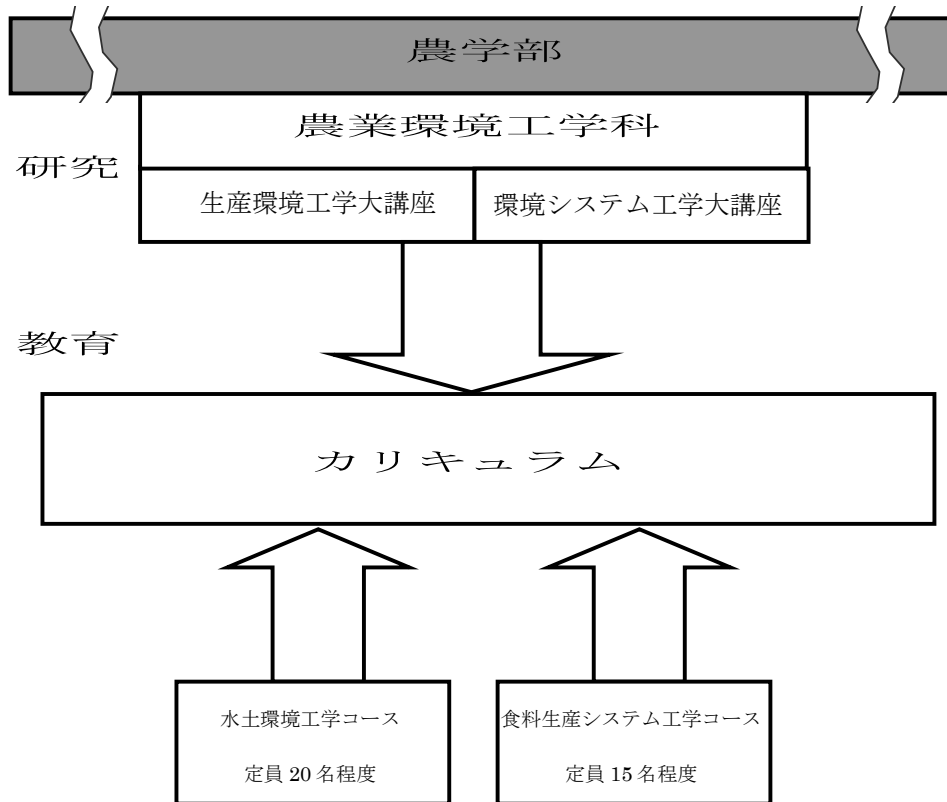 農学部
農業環境工学科
研究
生産環境工学大講座
環境システム工学大講座
教育
カリキュラム
水土環境工学コース
定員 20 名程度
食料生産システム工学コース
定員 15 名程度